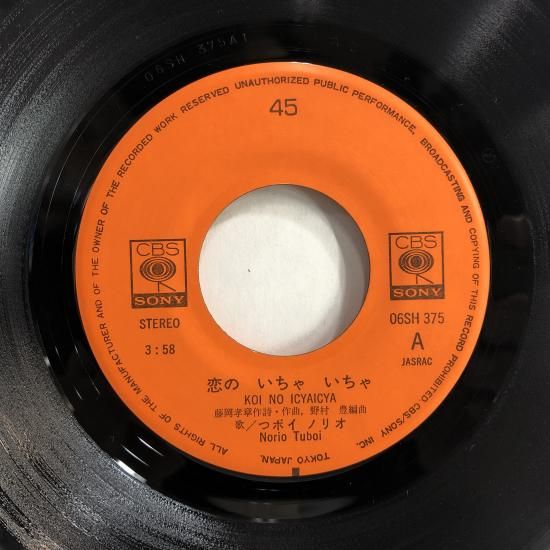 06SH 375A1
ALL RIGHTS OF THE MANUFACTURER AND OF THE OWNER OF THE RECORDED WORK RESERVED UNAUTHORIZED PUBLIC PERFORMANCE, BROADCASTING AND COPYING OF THIS RECORD PROHIBITED CBS/SONY INC. TOKYO JAPAN.
45
CBS
SONY
CBS
SONY
STEREO
06SH 375
3:58
A
JASRAC
恋の いちゃ いちゃ
KOI NO ICYAICYA
藤岡孝章作詩・作曲,野村 豊編曲
歌/つボイ ノリオ
Norio Tuboi